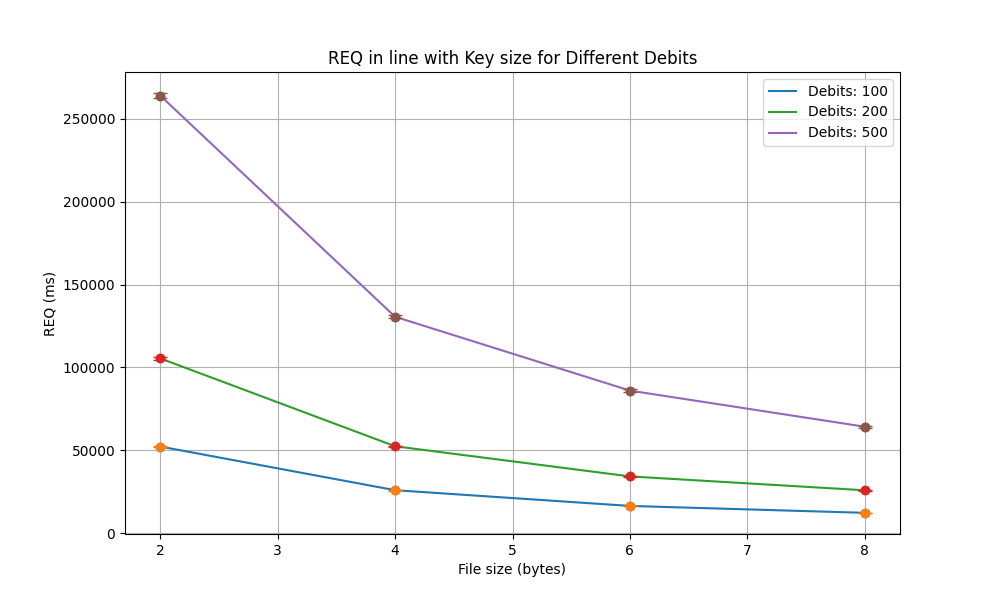 REQ in line with Key size for Different Debits
Debits: 100
Debits: 200
Debits: 500
REQ (ms)
250000
200000
150000
100000
50000
0
2 3 4 5 6 7 8
File size (bytes)